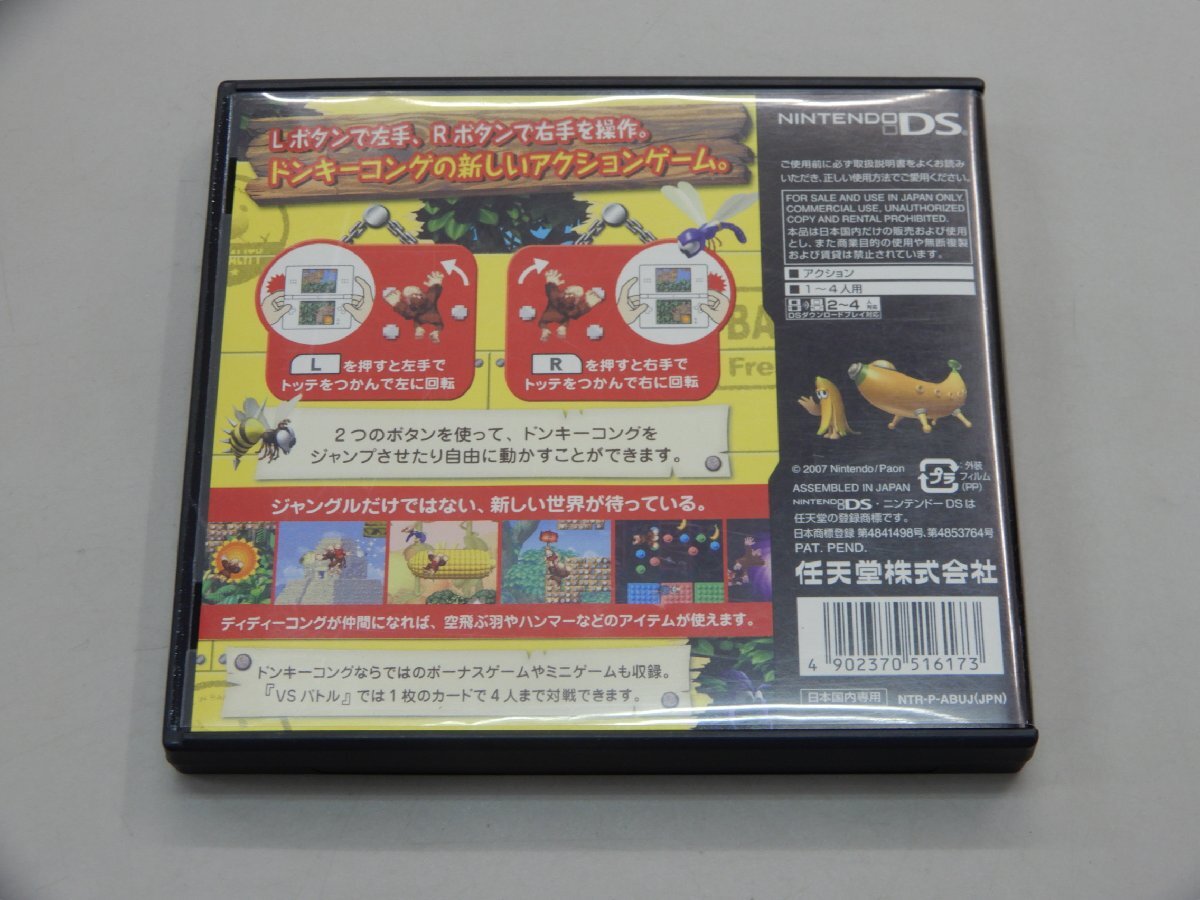 Lボタンで左手、Rボタンで右手を操作。
ドンキーコングの新しいアクションゲーム。
L を押すと左手で
トッテをつかんで左に回転
R を押すと右手で
トッテをつかんで右に回転
BA
Fre
2つのボタンを使って、ドンキーコングを
ジャンプさせたり自由に動かすことができます。
ジャングルだけではない、新しい世界が待っている。
ディディーコングが仲間になれば、空飛ぶ羽やハンマーなどのアイテムが使えます。
ドンキーコングならではのボーナスゲームやミニゲームも収録。
『VSバトル』では1枚のカードで4人まで対戦できます。
NINTENDO DS
ご使用前に必ず取扱説明書をよくお読み
いただき、正しい使用方法でご愛用ください。
FOR SALE AND USE IN JAPAN ONLY.
COMMERCIAL USE, UNAUTHORIZED
COPY AND RENTAL PROHIBITED.
本品は日本国内だけの販売および使用
とし、また商業目的の使用や無断複製
および賃貸は禁止されています。
■アクション
■1〜4人用
2〜4人対応
DSダウンロードプレイ対応
© 2007 Nintendo/Paon
ASSEMBLED IN JAPAN
プラ
:外装
フィルム
(PP)
NINTENDO DS・ニンテンドーDSは
任天堂の登録商標です。
日本商標登録 第4841498号、第4853764号
PAT. PEND.
任天堂株式会社
4 902370 516173
日本国内専用 NTR-P-ABUJ(JPN)